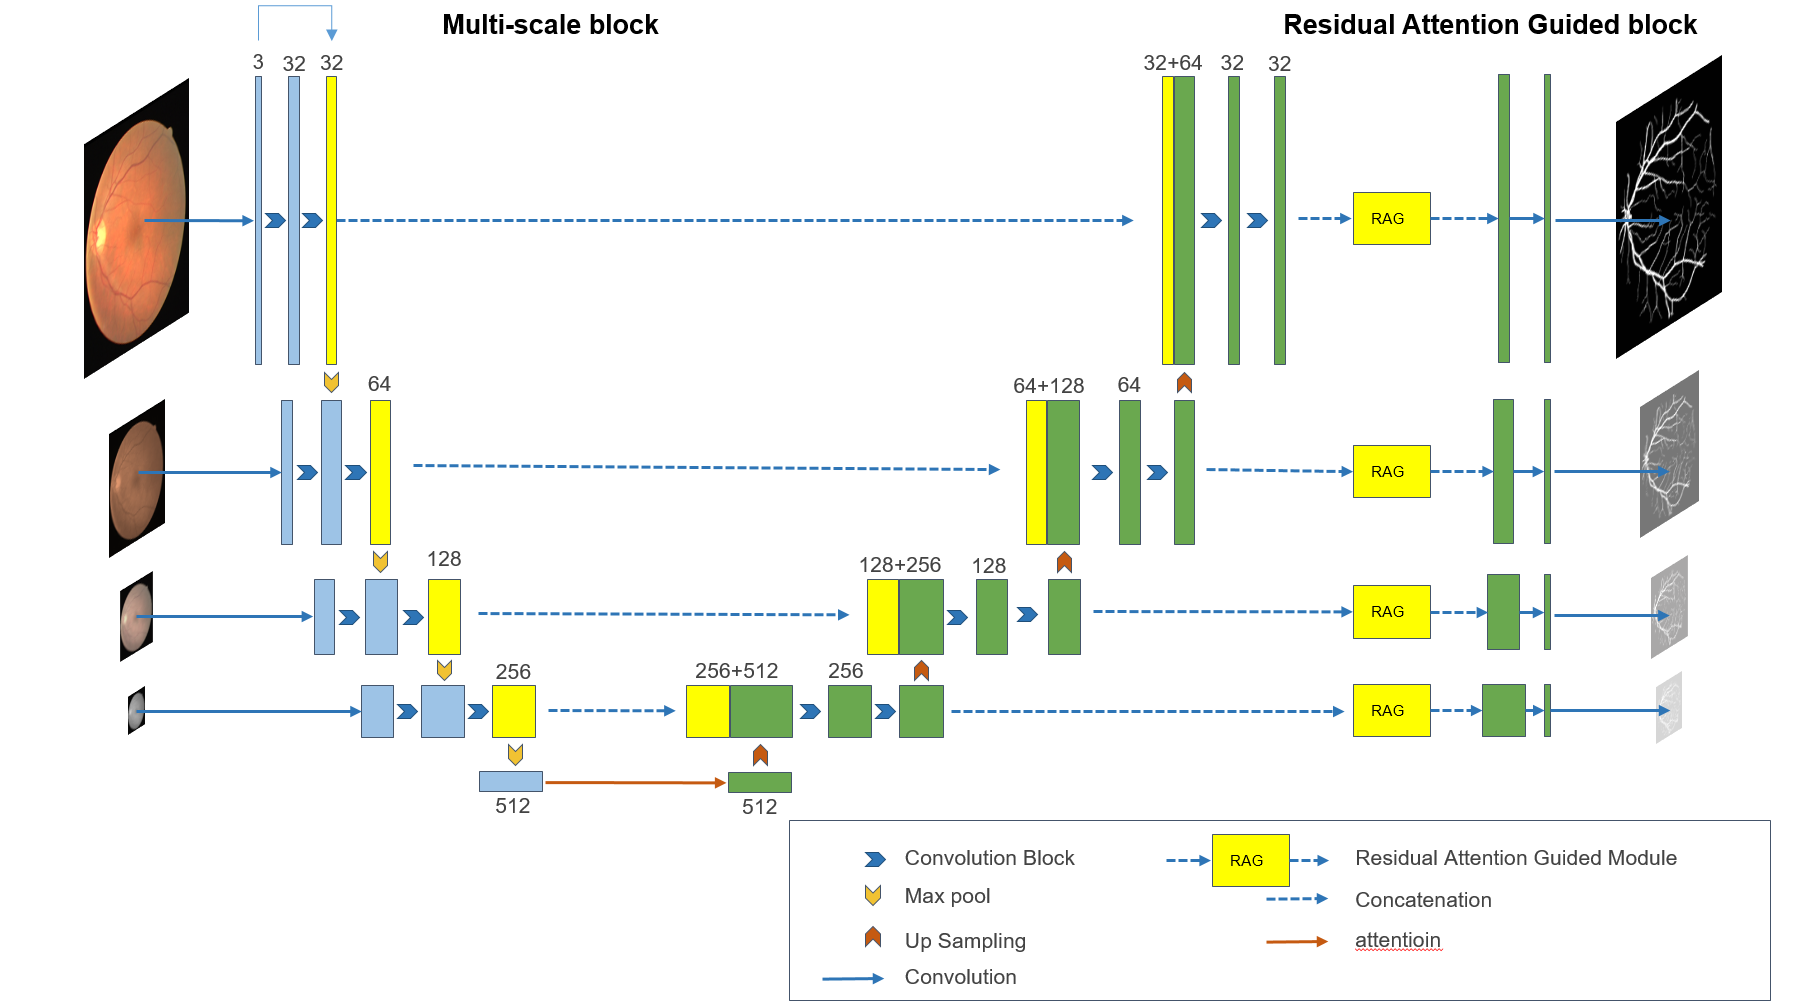 Multi-scale block
Residual Attention Guided block
3 32 32
32+64 32 32
RAG
64
64+128 64
RAG
128
128+256 128
RAG
256
256+512 256
RAG
512
512
Convolution Block
RAG
Residual Attention Guided Module
Max pool
Concatenation
Up Sampling
attentioin
Convolution